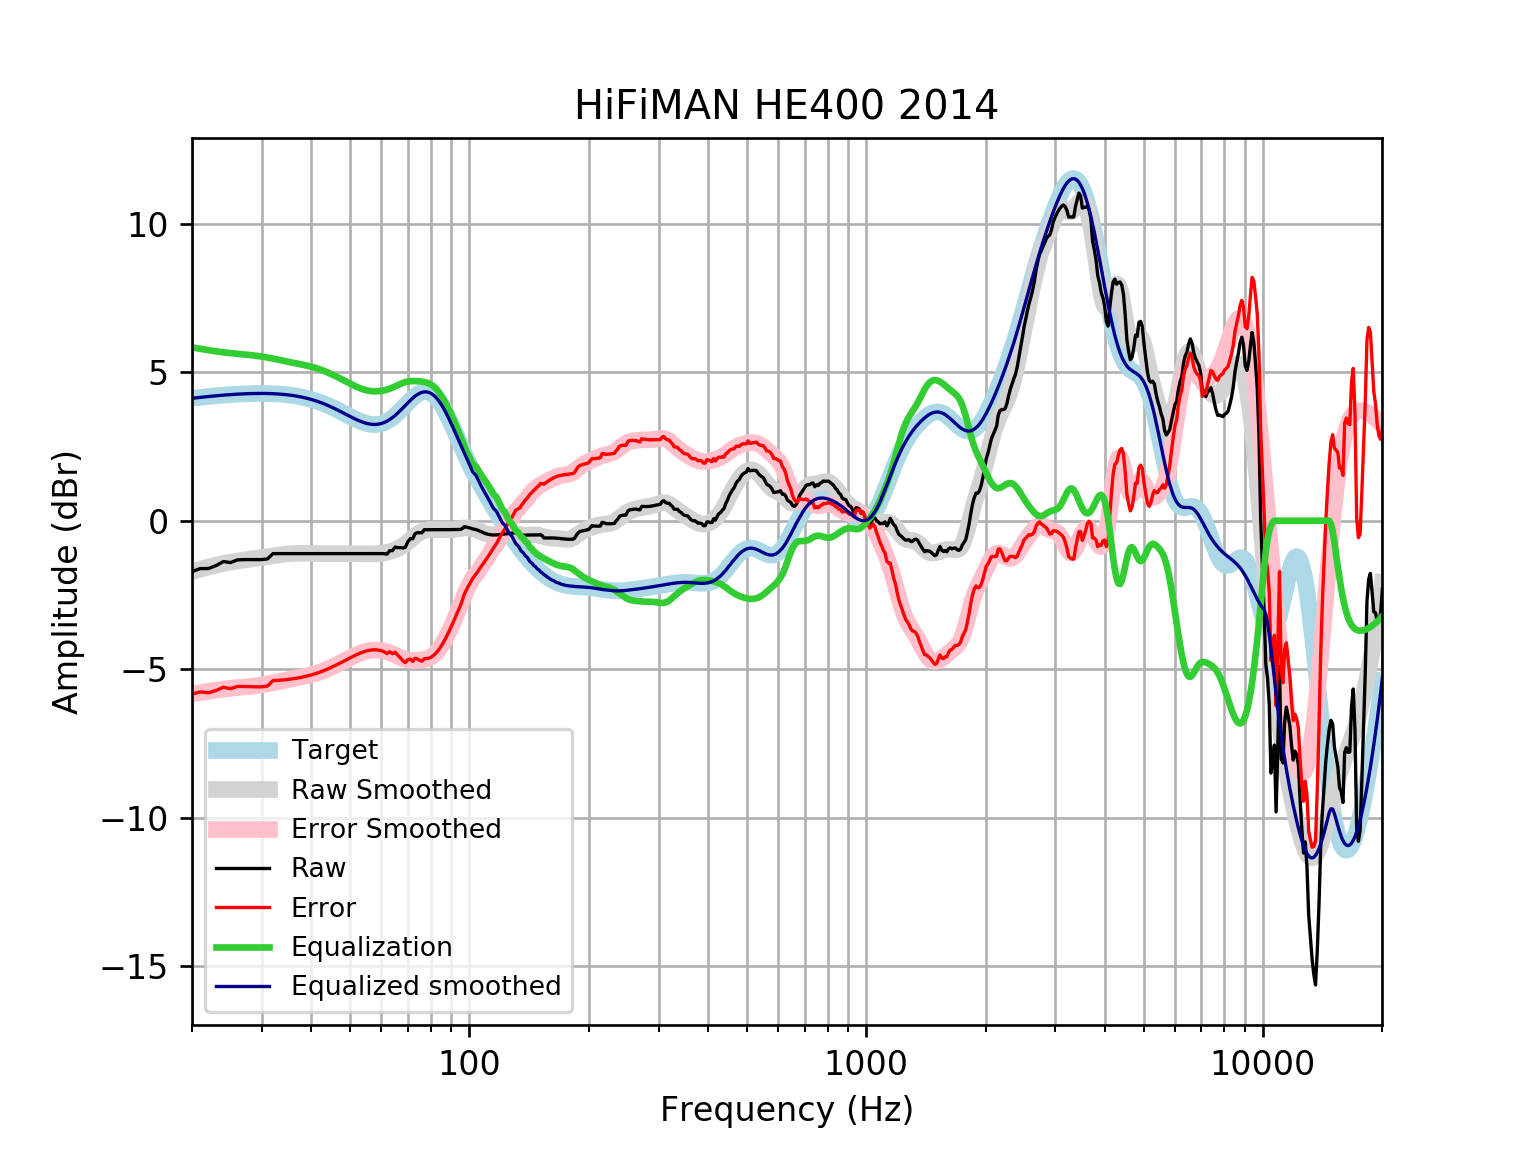 HiFiMAN HE400 2014
10
5
0
−5
−10
−15
Amplitude (dBr)
Target
Raw Smoothed
Error Smoothed
Raw
Error
Equalization
Equalized smoothed
100 1000 10000
Frequency (Hz)